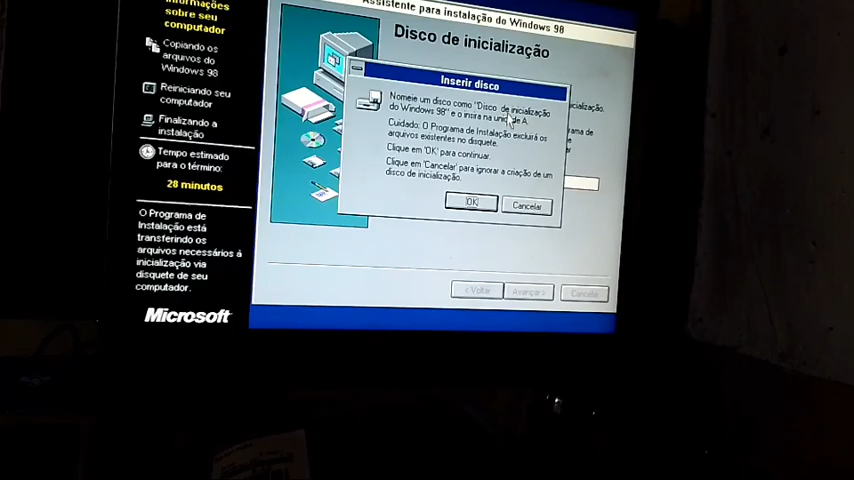 informações
sobre seu
computador
Copiando os
arquivos do
Windows 98
Reiniciando seu
computador
Finalizando a
instalação
Tempo estimado
para o término:
28 minutos
O Programa de
Instalação está
transferindo os
arquivos necessários à
inicialização via
disquete de seu
computador.
Microsoft
Assistente para instalação do Windows 98
Disco de inicialização
Inserir disco
Nomeie um disco como "Disco de inicialização
do Windows 98" e o insira na unidade A.
Cuidado: O Programa de Instalação excluirá os
arquivos existentes no disquete.
Clique em 'OK' para continuar.
Clique em 'Cancelar' para ignorar a criação de um
disco de inicialização.
OK
Cancelar
icialização.
ma de
< Voltar
Avançar >
Cancela